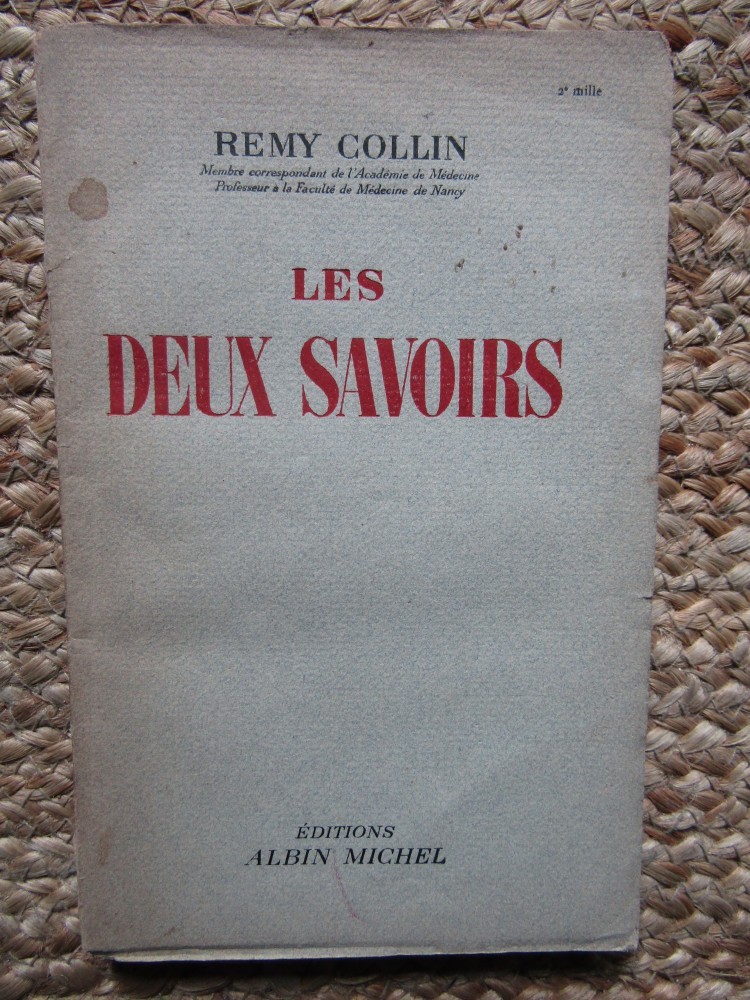 2e mille
REMY COLLIN
Membre correspondant de l'Académie de Médecine
Professeur à la Faculté de Médecine de Nancy
LES
DEUX SAVOIRS
ÉDITIONS
ALBIN MICHEL